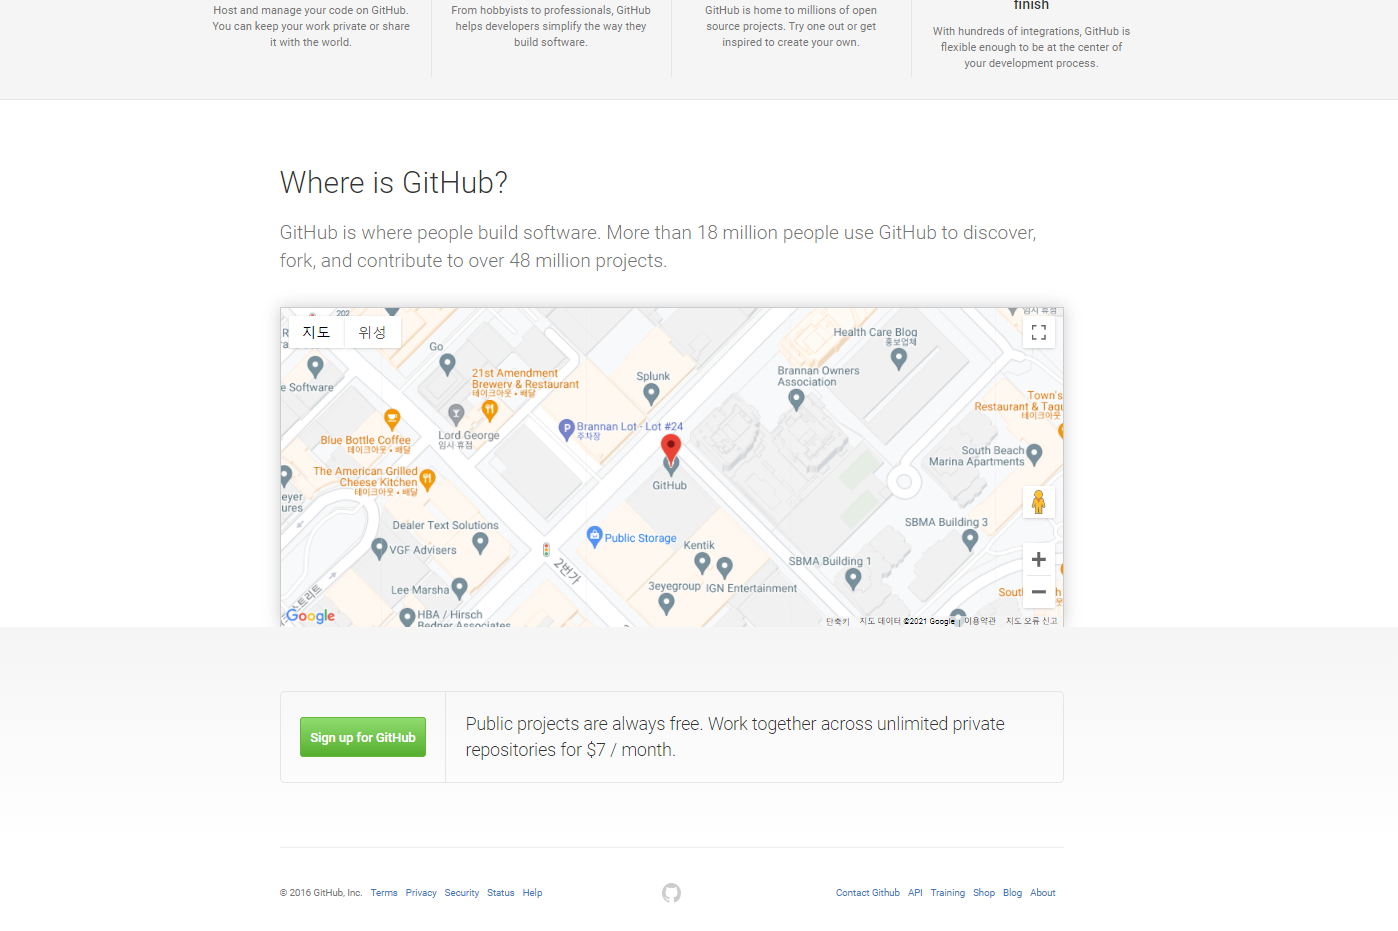 Host and manage your code on GitHub.
You can keep your work private or share
it with the world.
From hobbyists to professionals, GitHub
helps developers simplify the way they
build software.
GitHub is home to millions of open
source projects. Try one out or get
inspired to create your own.
finish
With hundreds of integrations, GitHub is
flexible enough to be at the center of
your development process.
Where is GitHub?
GitHub is where people build software. More than 18 million people use GitHub to discover,
fork, and contribute to over 48 million projects.
202
지도 위성
Go
Health Care Blog
홍보업체
e Software
21st Amendment
Brewery & Restaurant
테이크아웃 • 배달
Splunk
Brannan Owners
Association
Town's
Restaurant & Taq
Blue Bottle Coffee
테이크아웃 • 배달
Lord George
임시 휴점
Brannan Lot - Lot #24
주차장
The American Grilled
Cheese Kitchen
테이크아웃 • 배달
GitHub
South Beach
Marina Apartments
eyer
ures
Dealer Text Solutions
VGF Advisers
Public Storage
Kentik
SBMA Building 3
SBMA Building 1
Lee Marsha
2번가
3eyegroup
IGN Entertainment
스트리트
HBA / Hirsch
Bedner Associates
Google
단축키 지도 데이터 ©2021 Google 이용약관 지도 오류 신고
Sign up for GitHub
Public projects are always free. Work together across unlimited private
repositories for $7 / month.
© 2016 GitHub, Inc. Terms Privacy Security Status Help
Contact Github API Training Shop Blog About